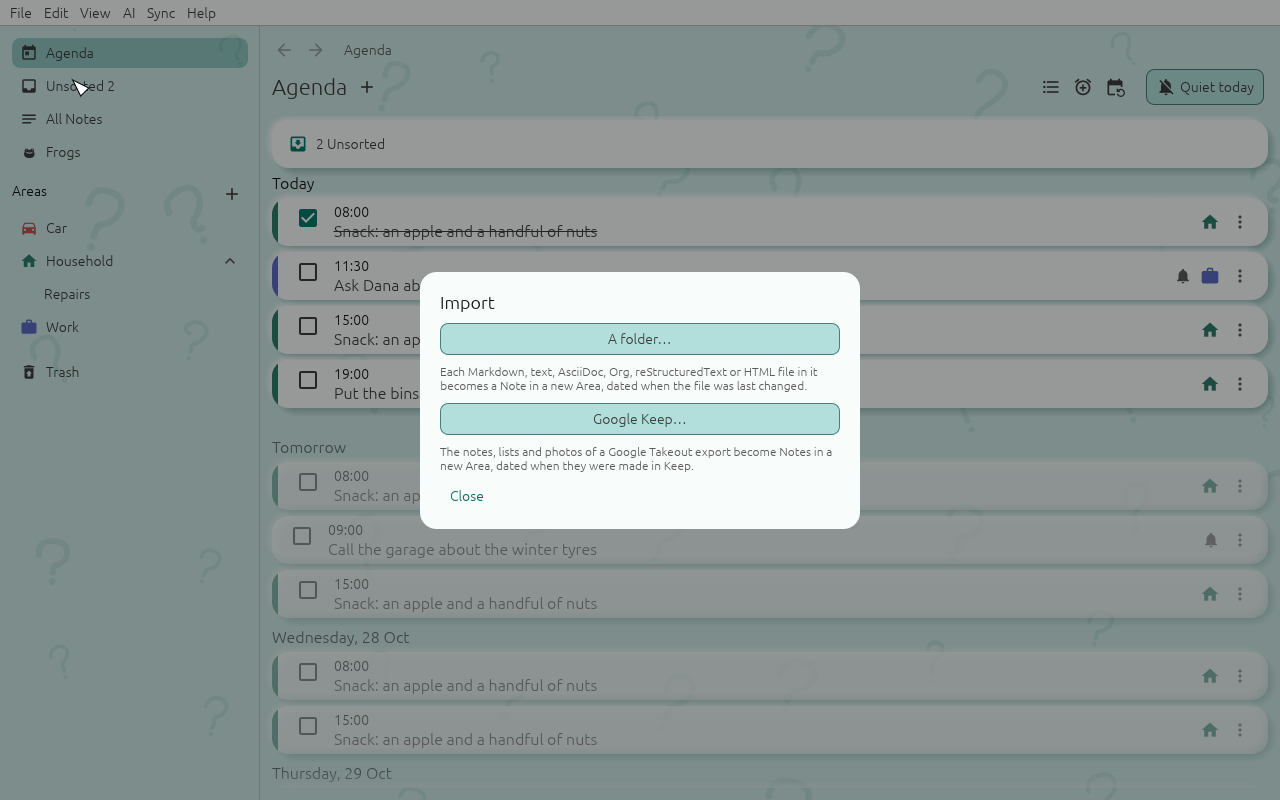 File Edit View AI Sync Help
Agenda
Unsorted 2
All Notes
Frogs
Areas
Car
Household
Repairs
Work
Trash
Agenda
Agenda
Quiet today
2 Unsorted
Today
08:00
Snack: an apple and a handful of nuts
11:30
Ask Dana
15:00
Snack: an
19:00
Put the bins
Import
A folder…
Each Markdown, text, AsciiDoc, Org, reStructuredText or HTML file in it
becomes a Note in a new Area, dated when the file was last changed.
Google Keep…
The notes, lists and photos of a Google Takeout export become Notes in a
new Area, dated when they were made in Keep.
Close
Tomorrow
08:00
Snack: an
09:00
Call the garage about the winter tyres
15:00
Snack: an apple and a handful of nuts
Wednesday, 28 Oct
08:00
Snack: an apple and a handful of nuts
15:00
Snack: an apple and a handful of nuts
Thursday, 29 Oct